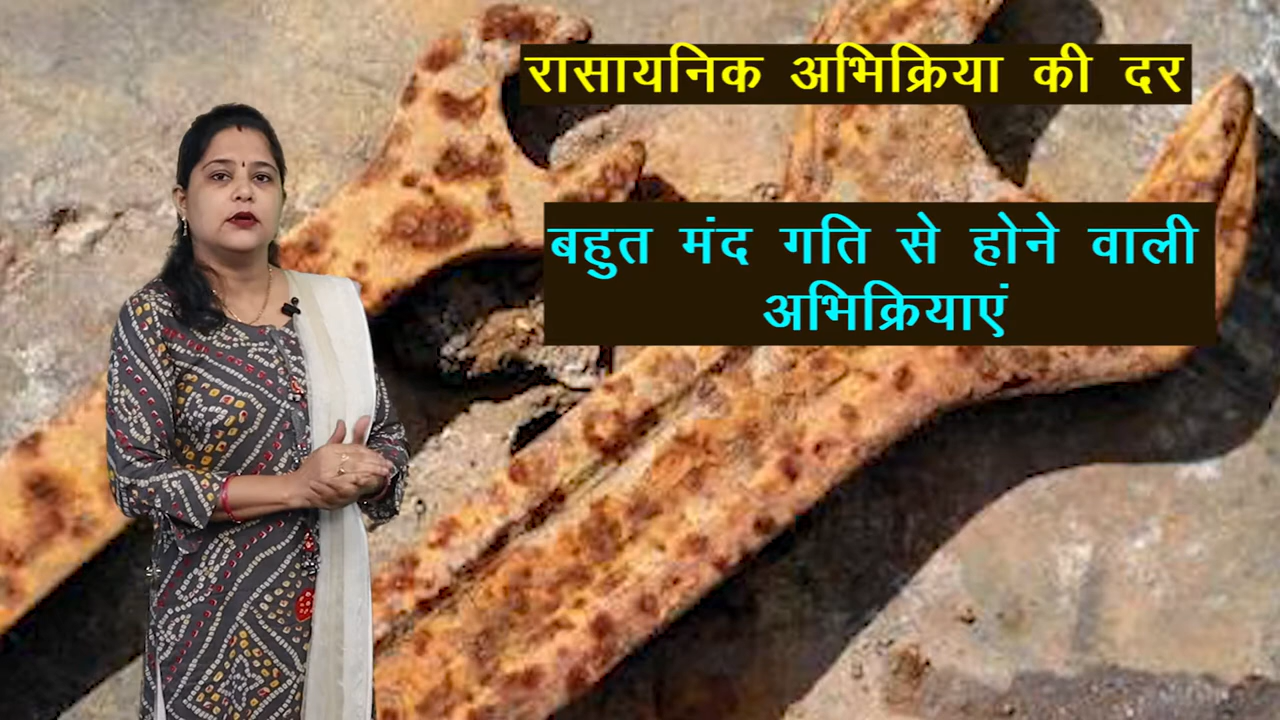 रासायनिक अभिक्रिया की दर
बहुत मंद गति से होने वाली
अभिक्रियाएं